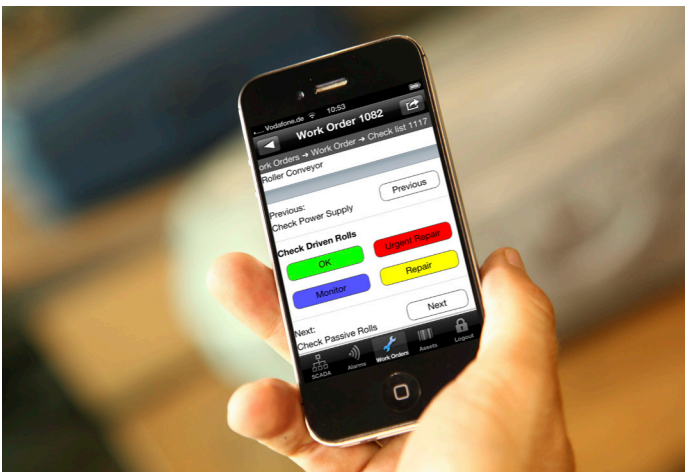 Vodafone.de 10:53
Work Order 1082
ork Orders → Work Order → Check list 1117
Roller Conveyor
Previous:
Check Power Supply
Previous
Check Driven Rolls
OK
Urgent Repair
Monitor
Repair
Next:
Check Passive Rolls
Next
SCADA Alarms Work Orders Assets Logout